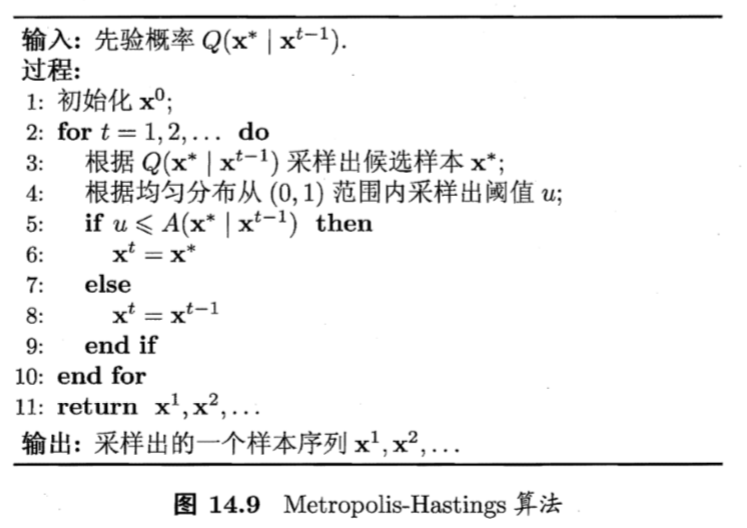 输入: 先验概率 Q(x* | x^{t-1}).
过程:
1: 初始化 x^0;
2: for t = 1, 2, ... do
3: 根据 Q(x* | x^{t-1}) 采样出候选样本 x*;
4: 根据均匀分布从 (0, 1) 范围内采样出阈值 u;
5: if u ⩽ A(x* | x^{t-1}) then
6: x^t = x*
7: else
8: x^t = x^{t-1}
9: end if
10: end for
11: return x^1, x^2, ...
输出: 采样出的一个样本序列 x^1, x^2, ...
图 14.9 Metropolis-Hastings 算法